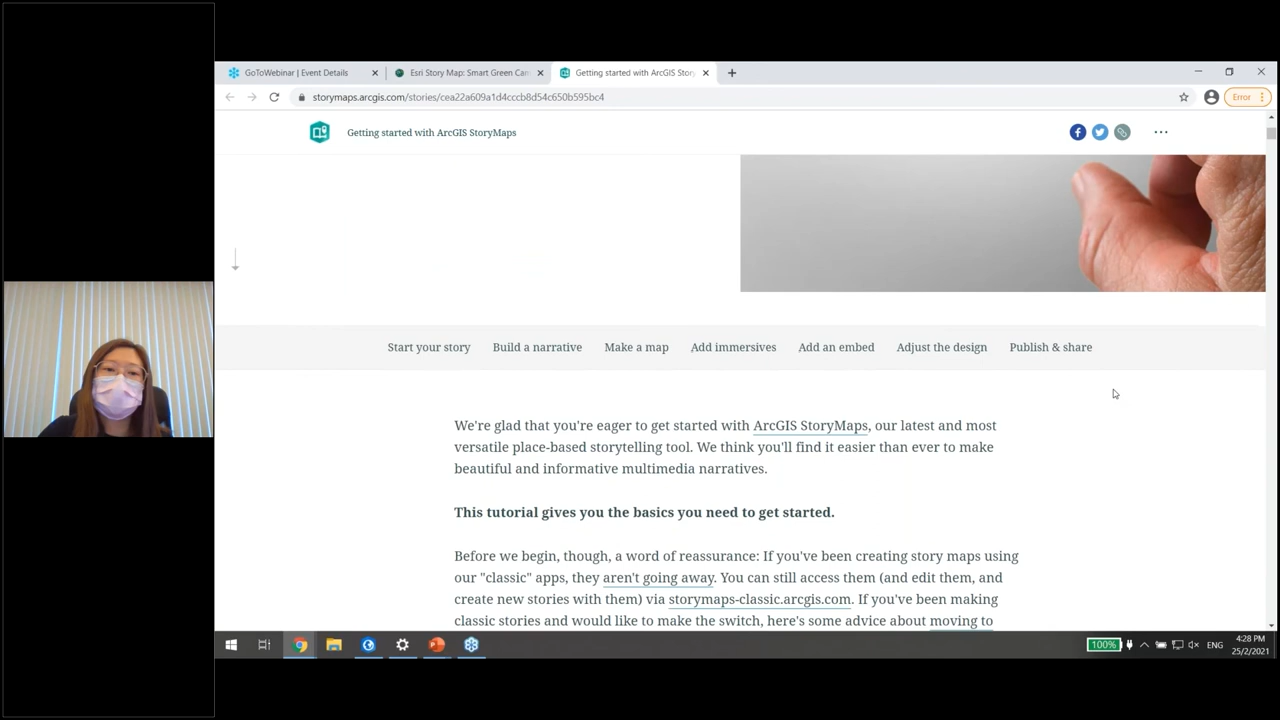 GoToWebinar | Event Details
Esri Story Map: Smart Green Cam
Getting started with ArcGIS Story
storymaps.arcgis.com/stories/cea22a609a1d4cccb8d54c650b595bc4
Error
Getting started with ArcGIS StoryMaps
Start your story
Build a narrative
Make a map
Add immersives
Add an embed
Adjust the design
Publish & share
We're glad that you're eager to get started with ArcGIS StoryMaps, our latest and most
versatile place-based storytelling tool. We think you'll find it easier than ever to make
beautiful and informative multimedia narratives.
This tutorial gives you the basics you need to get started.
Before we begin, though, a word of reassurance: If you've been creating story maps using
our "classic" apps, they aren't going away. You can still access them (and edit them, and
create new stories with them) via storymaps-classic.arcgis.com. If you've been making
classic stories and would like to make the switch, here's some advice about moving to
100%
ENG
4:28 PM
25/2/2021